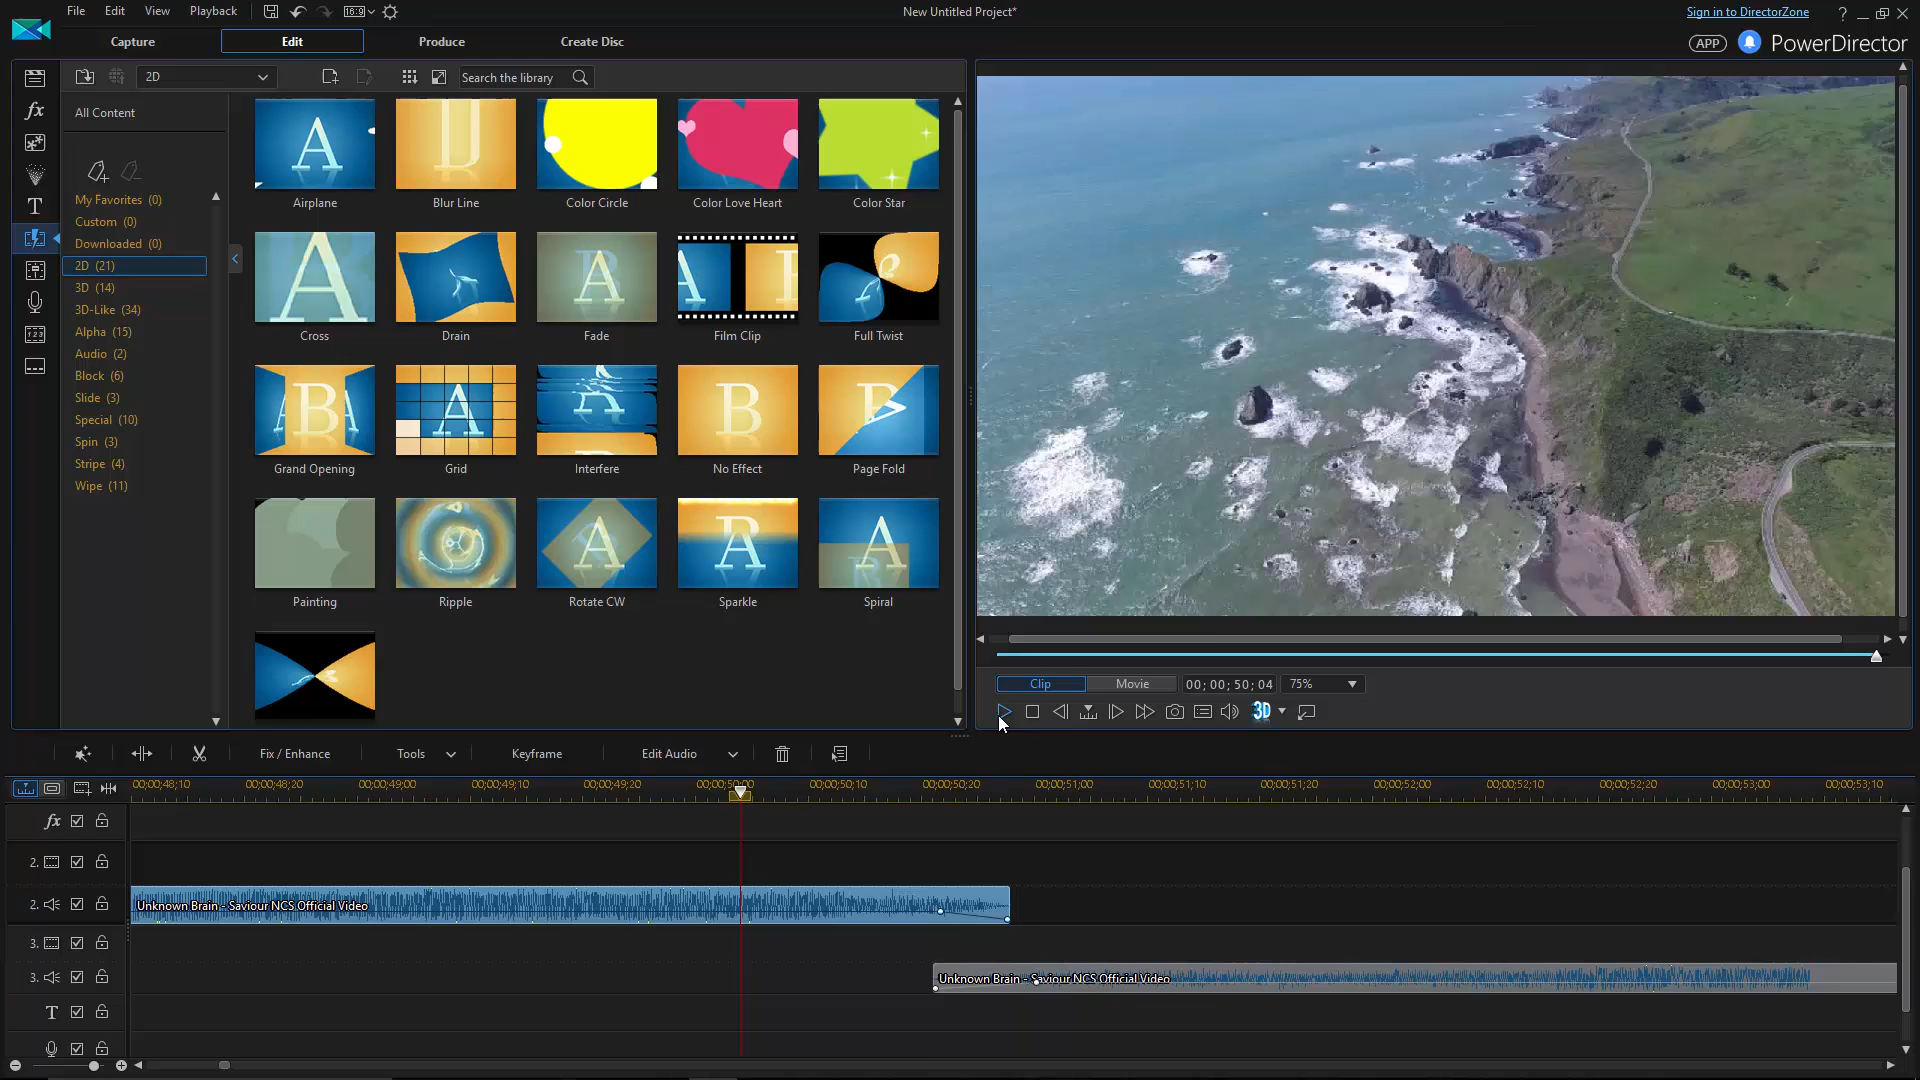 File Edit View Playback
16:9
New Untitled Project*
Sign in to DirectorZone
?
Capture Edit Produce Create Disc
APP
PowerDirector
2D
Search the library
All Content
My Favorites (0)
Custom (0)
Downloaded (0)
2D (21)
3D (14)
3D-Like (34)
Alpha (15)
Audio (2)
Block (6)
Slide (3)
Special (10)
Spin (3)
Stripe (4)
Wipe (11)
Airplane Blur Line Color Circle Color Love Heart Color Star
Cross Drain Fade Film Clip Full Twist
Grand Opening Grid Interfere No Effect Page Fold
Painting Ripple Rotate CW Sparkle Spiral
Clip Movie 00; 00; 50; 04 75%
3D
Fix / Enhance Tools Keyframe Edit Audio
00;00;48;10 00;00;48;20 00;00;49;00 00;00;49;10 00;00;49;20 00;00;50;00 00;00;50;10 00;00;50;20 00;00;51;00 00;00;51;10 00;00;51;20 00;00;52;00 00;00;52;10 00;00;52;20 00;00;53;00 00;00;53;10
fx
2.
2.
Unknown Brain - Saviour NCS Official Video
3.
3.
Unknown Brain - Saviour NCS Official Video
T